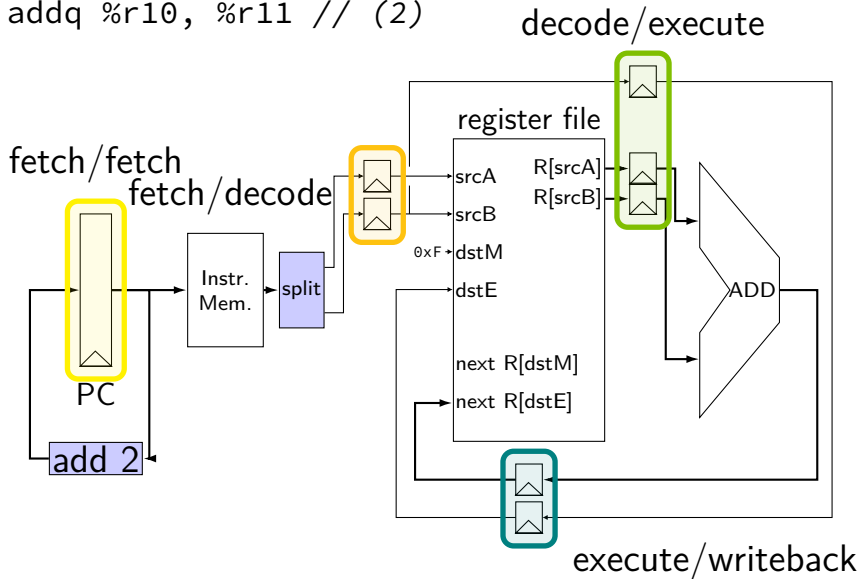 addq %r10, %r11 // (2)
decode/execute
register file
fetch/fetch
fetch/decode
srcA
R[srcA]
srcB
R[srcB]
0xF
dstM
dstE
Instr.
Mem.
split
ADD
next R[dstM]
next R[dstE]
PC
add 2
execute/writeback